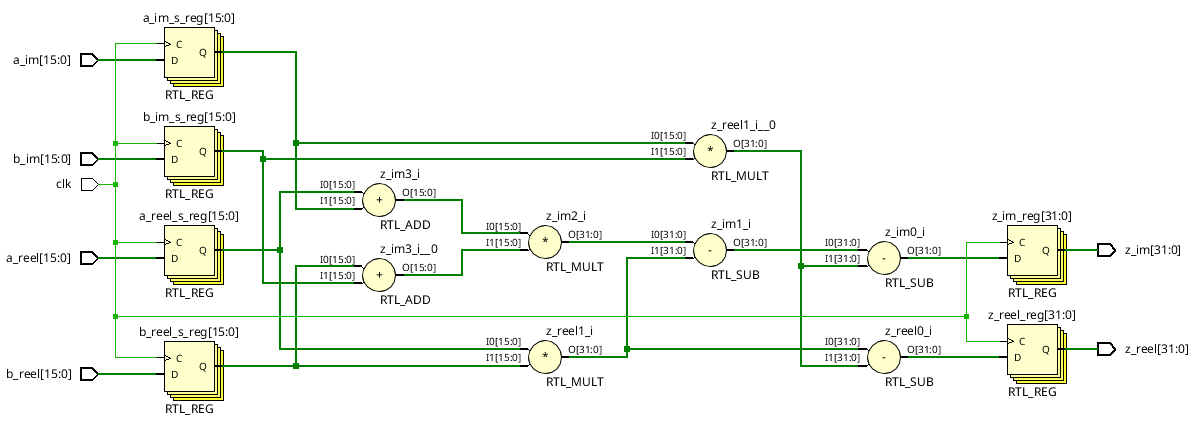 a_im_s_reg[15:0]
a_im[15:0]
C
D
Q
RTL_REG
b_im_s_reg[15:0]
b_im[15:0]
C
D
Q
RTL_REG
clk
a_reel_s_reg[15:0]
a_reel[15:0]
C
D
Q
RTL_REG
b_reel_s_reg[15:0]
b_reel[15:0]
C
D
Q
RTL_REG
z_im3_i
I0[15:0]
I1[15:0]
+
O[15:0]
RTL_ADD
z_im3_i__0
I0[15:0]
I1[15:0]
+
O[15:0]
RTL_ADD
z_im2_i
I0[15:0]
I1[15:0]
*
O[31:0]
RTL_MULT
z_reel1_i
I0[15:0]
I1[15:0]
*
O[31:0]
RTL_MULT
z_reel1_i__0
I0[15:0]
I1[15:0]
*
O[31:0]
RTL_MULT
z_im1_i
I0[31:0]
I1[31:0]
-
O[31:0]
RTL_SUB
z_im0_i
I0[31:0]
I1[31:0]
-
O[31:0]
RTL_SUB
z_reel0_i
I0[31:0]
I1[31:0]
-
O[31:0]
RTL_SUB
z_im_reg[31:0]
C
D
Q
RTL_REG
z_im[31:0]
z_reel_reg[31:0]
C
D
Q
RTL_REG
z_reel[31:0]